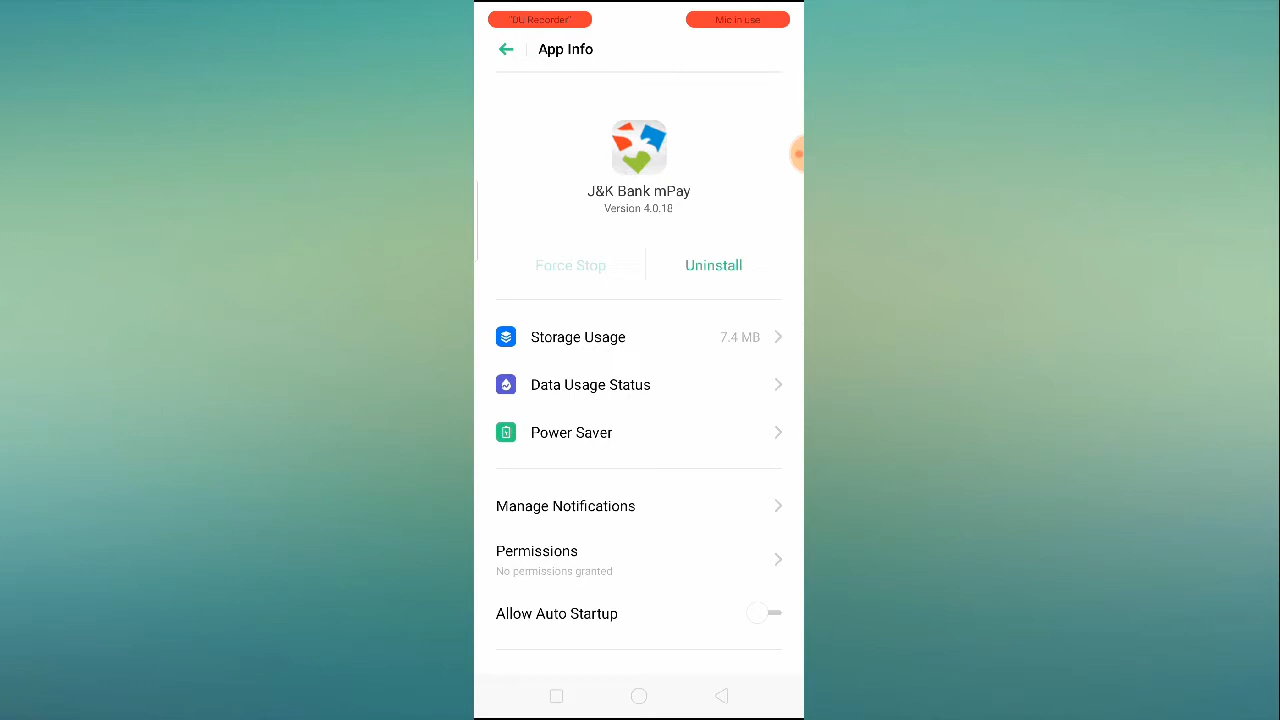 "DU Recorder"
Mic in use
App Info
J&K Bank mPay
Version 4.0.18
Force Stop
Uninstall
Storage Usage 7.4 MB
Data Usage Status
Power Saver
Manage Notifications
Permissions
No permissions granted
Allow Auto Startup